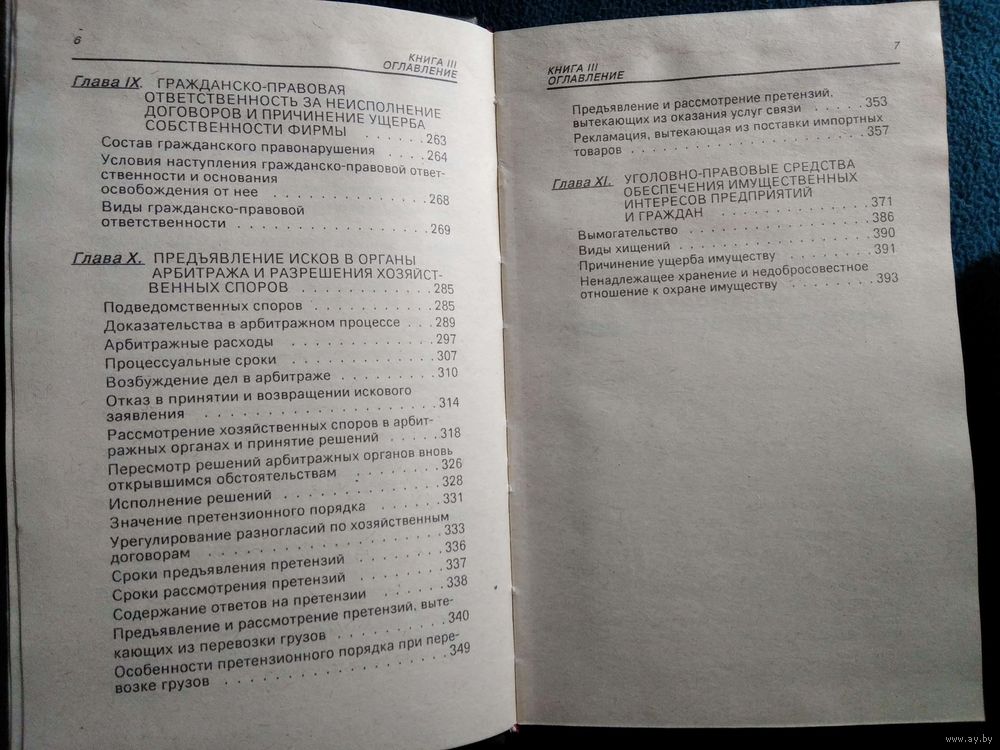 6
КНИГА III
ОГЛАВЛЕНИЕ
Глава IX. ГРАЖДАНСКО-ПРАВОВАЯ
ОТВЕТСТВЕННОСТЬ ЗА НЕИСПОЛНЕНИЕ
ДОГОВОРОВ И ПРИЧИНЕНИЕ УЩЕРБА
СОБСТВЕННОСТИ ФИРМЫ . . . . . . 263
Состав гражданского правонарушения . . . . 264
Условия наступления гражданско-правовой ответ-
ственности и основания
освобождения от нее . . . . . . . . . . . . . 268
Виды гражданско-правовой
ответственности . . . . . . . . . . . . . . . 269
Глава X. ПРЕДЪЯВЛЕНИЕ ИСКОВ В ОРГАНЫ
АРБИТРАЖА И РАЗРЕШЕНИЯ ХОЗЯЙСТ-
ВЕННЫХ СПОРОВ . . . . . . . . . . . 285
Подведомственных споров . . . . . . . . . . 285
Доказательства в арбитражном процессе . . . 289
Арбитражные расходы . . . . . . . . . . . . 297
Процессуальные сроки . . . . . . . . . . . . 307
Возбуждение дел в арбитраже . . . . . . . . . 310
Отказ в принятии и возвращении искового
заявления . . . . . . . . . . . . . . . . . . 314
Рассмотрение хозяйственных споров в арбит-
ражных органах и принятие решений . . . . . 318
Пересмотр решений арбитражных органов вновь
открывшимся обстоятельствам . . . . . . . . 326
Исполнение решений . . . . . . . . . . . . . 328
Значение претензионного порядка . . . . . . 331
Урегулирование разногласий по хозяйственным
договорам . . . . . . . . . . . . . . . . . . 333
Сроки предъявления претензий . . . . . . . . 336
Сроки рассмотрения претензий . . . . . . . . 337
Содержание ответов на претензии . . . . . . 338
Предъявление и рассмотрение претензий, выте-
кающих из перевозки грузов . . . . . . . . . 340
Особенности претензионного порядка при пере-
возке грузов . . . . . . . . . . . . . . . . . 349
7
КНИГА III
ОГЛАВЛЕНИЕ
Предъявление и рассмотрение претензий,
вытекающих из оказания услуг связи . . . . . 353
Рекламация, вытекающая из поставки импортных
товаров . . . . . . . . . . . . . . . . . . . 357
Глава XI. УГОЛОВНО-ПРАВОВЫЕ СРЕДСТВА
ОБЕСПЕЧЕНИЯ ИМУЩЕСТВЕННЫХ
ИНТЕРЕСОВ ПРЕДПРИЯТИЙ
И ГРАЖДАН . . . . . . . . . . . . . 371
Вымогательство . . . . . . . . . . . . . . . 386
Виды хищений . . . . . . . . . . . . . . . . 390
Причинение ущерба имуществу . . . . . . . . 391
Ненадлежащее хранение и недобросовестное
отношение к охране имуществу . . . . . . . . 393
www.ay.by